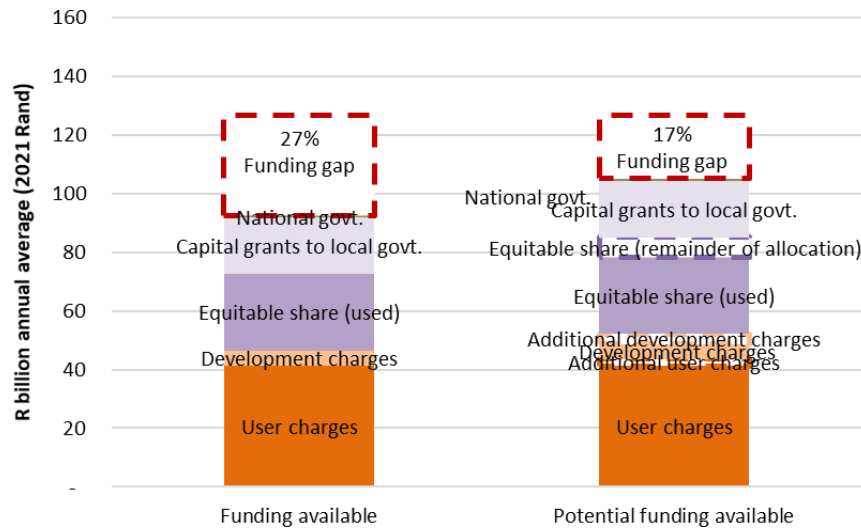 R billion annual average (2021 Rand)
160
140
120
100
80
60
40
20
-
27%
Funding gap
National govt.
Capital grants to local govt.
Equitable share (used)
Development charges
User charges
Funding available
17%
Funding gap
National govt.
Capital grants to local govt.
Equitable share (remainder of allocation)
Equitable share (used)
Additional development charges
Development charges
Additional user charges
User charges
Potential funding available